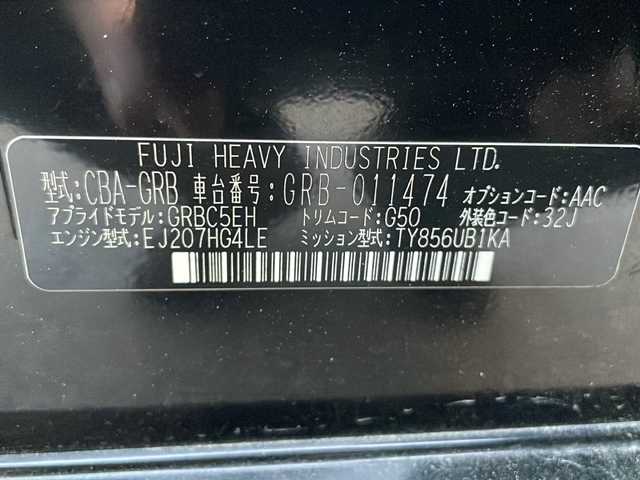 FUJI HEAVY INDUSTRIES LTD.
型式:CBA-GRB 車台番号:GRB-011474 オプションコード:AAC
アプライドモデル:GRBC5EH トリムコード:G50 外装色コード:32J
エンジン型式:EJ207HG4LE ミッション型式:TY856UB1KA